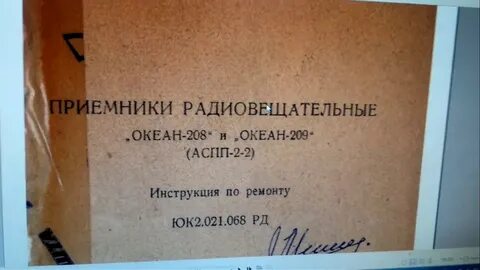 ПРИЕМНИКИ РАДИОВЕЩАТЕЛЬНЫЕ
„ОКЕАН-208“ и „ОКЕАН-209“
(АСПП-2-2)
Инструкция по ремонту
ЮК2.021.068 РД